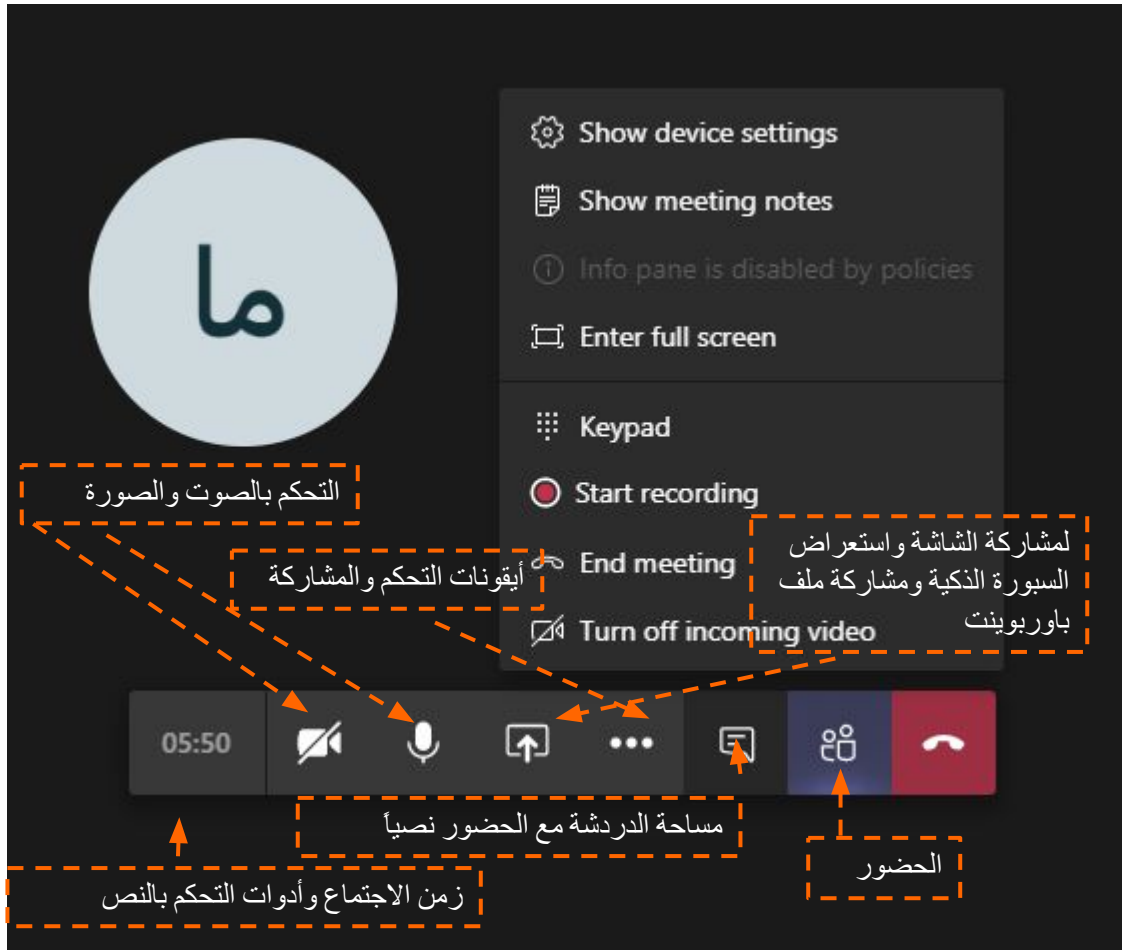 Show device settings
Show meeting notes
ما
Info pane is disabled by policies
Enter full screen
Keypad
التحكم بالصوت والصورة
Start recording
لمشاركة الشاشة واستعراض
السبورة الذكية ومشاركة ملف
باوربوينت
End meeting
أيقونات التحكم والمشاركة
Turn off incoming video
05:50
مساحة الدردشة مع الحضور نصياً
الحضور
زمن الاجتماع وأدوات التحكم بالنص